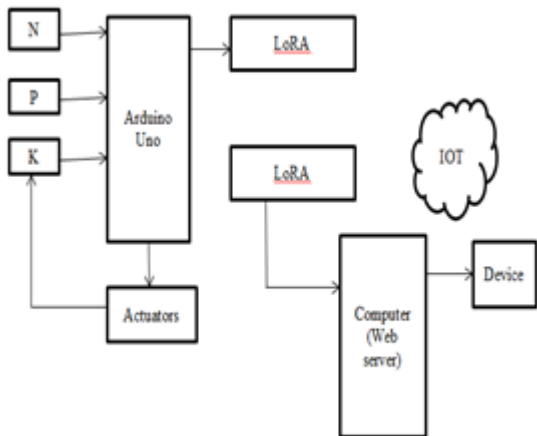 N
P
K
Arduino
Uno
LoRA
LoRA
IOT
Actuators
Computer
(Web
server)
Device